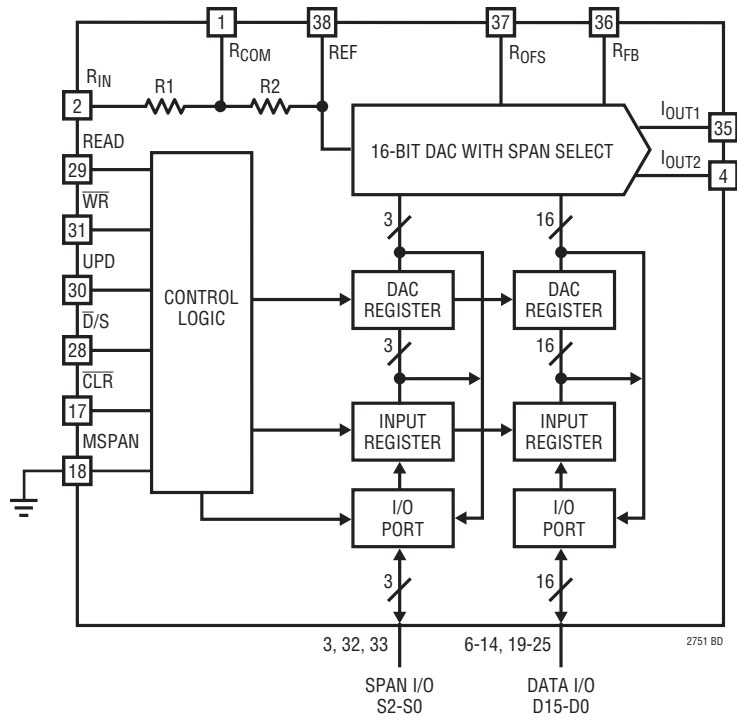 1
38
37
36
RCOM
REF
ROFS
RFB
RIN
R1
R2
2
16-BIT DAC WITH SPAN SELECT
IOUT1
35
IOUT2
4
READ
29
WR
31
UPD
30
D/S
28
CLR
17
MSPAN
18
CONTROL
LOGIC
3
16
DAC
REGISTER
DAC
REGISTER
3
16
INPUT
REGISTER
INPUT
REGISTER
I/O
PORT
I/O
PORT
3
16
3, 32, 33
6-14, 19-25
2751 BD
SPAN I/O
S2-S0
DATA I/O
D15-D0